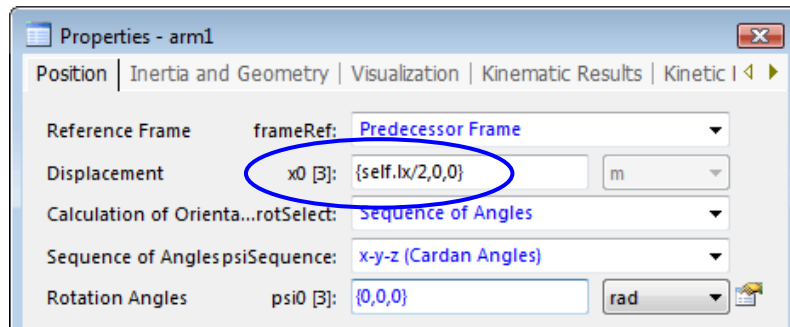 Properties - arm1
Position | Inertia and Geometry | Visualization | Kinematic Results | Kinetic
Reference Frame frameRef: Predecessor Frame
Displacement x0 [3]: {self.lx/2,0,0} m
Calculation of Orienta...rotSelect: Sequence of Angles
Sequence of Angles psiSequence: x-y-z (Cardan Angles)
Rotation Angles psi0 [3]: {0,0,0} rad